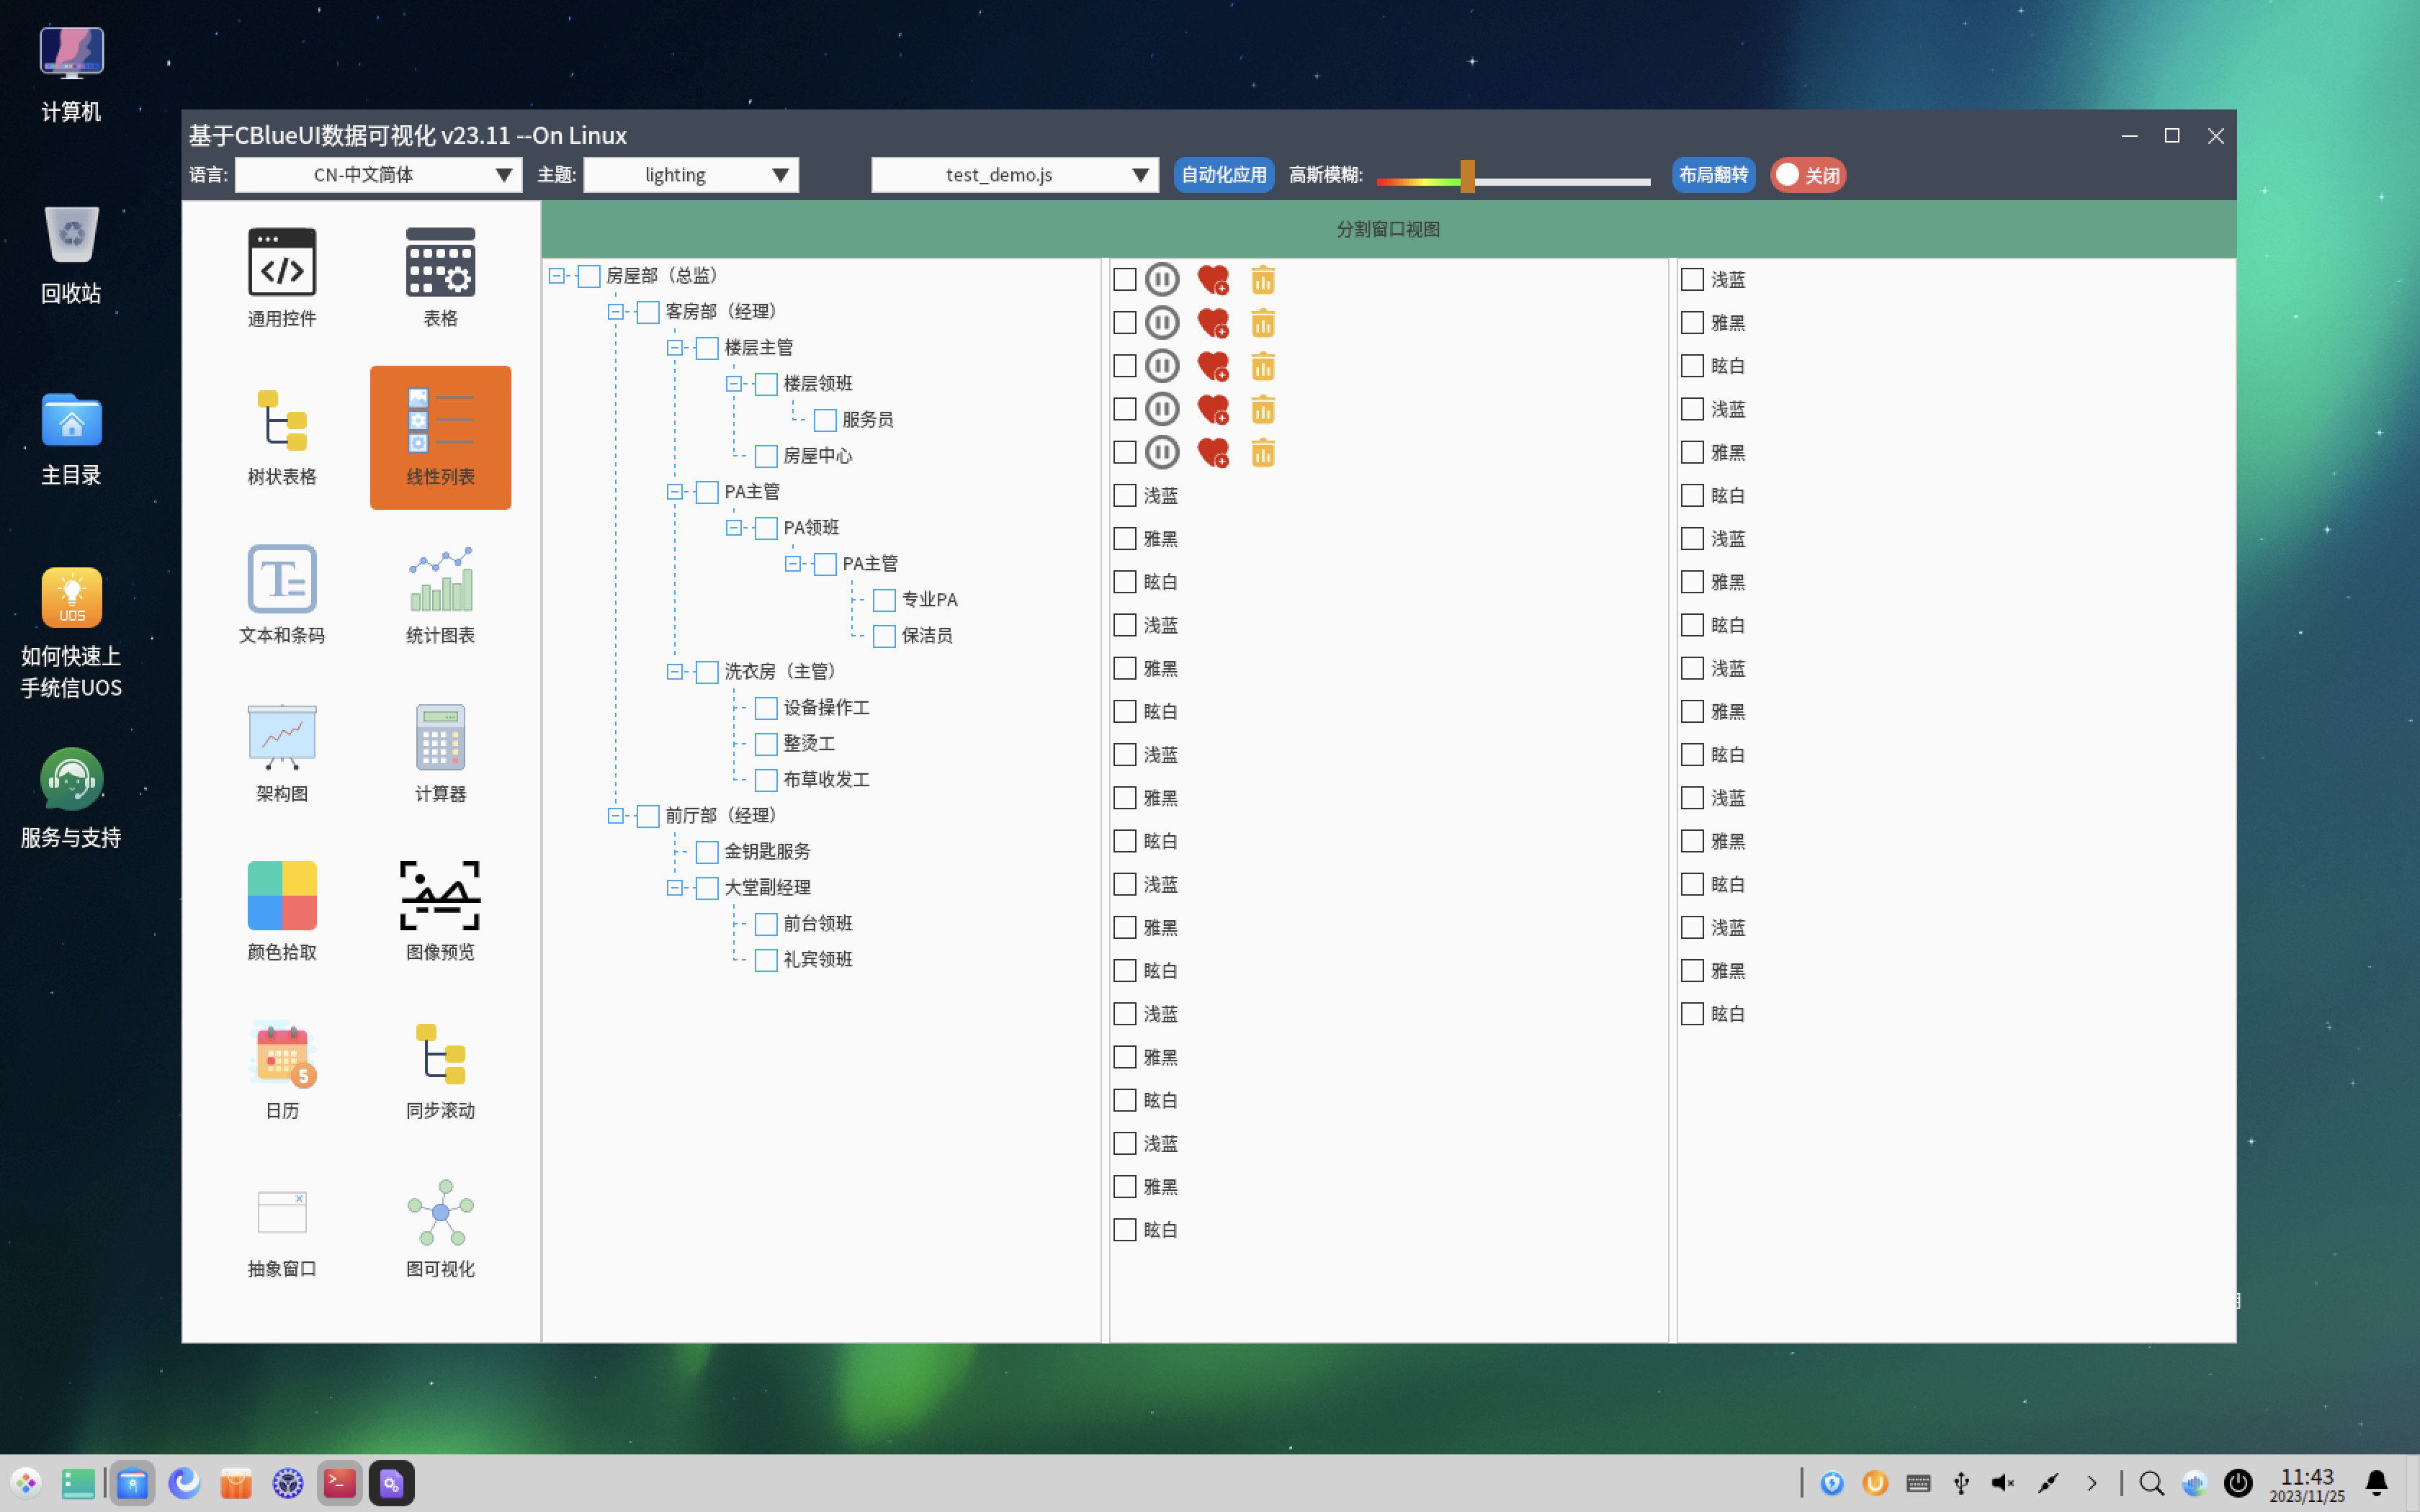 计算机
回收站
主目录
UOS
如何快速上
手统信UOS
服务与支持
基于CBlueUI数据可视化 v23.11 --On Linux
语言: CN-中文简体 主题: lighting test_demo.js 自动化应用 高斯模糊: 布局翻转 关闭
通用控件 表格
树状表格 线性列表
文本和条码 统计图表
架构图 计算器
颜色拾取 图像预览
5
日历 同步滚动
抽象窗口 图可视化
分割窗口视图
房屋部（总监）
客房部（经理）
楼层主管
楼层领班
服务员
房屋中心
PA主管
PA领班
PA主管
专业PA
保洁员
洗衣房（主管）
设备操作工
整烫工
布草收发工
前厅部（经理）
金钥匙服务
大堂副经理
前台领班
礼宾领班
浅蓝
雅黑
眩白
浅蓝
雅黑
眩白
浅蓝
雅黑
眩白
浅蓝
雅黑
眩白
浅蓝
雅黑
眩白
浅蓝
雅黑
眩白
浅蓝
雅黑
眩白
浅蓝
雅黑
眩白
浅蓝
雅黑
眩白
浅蓝
雅黑
眩白
浅蓝
雅黑
眩白
浅蓝
雅黑
眩白
11:43
2023/11/25